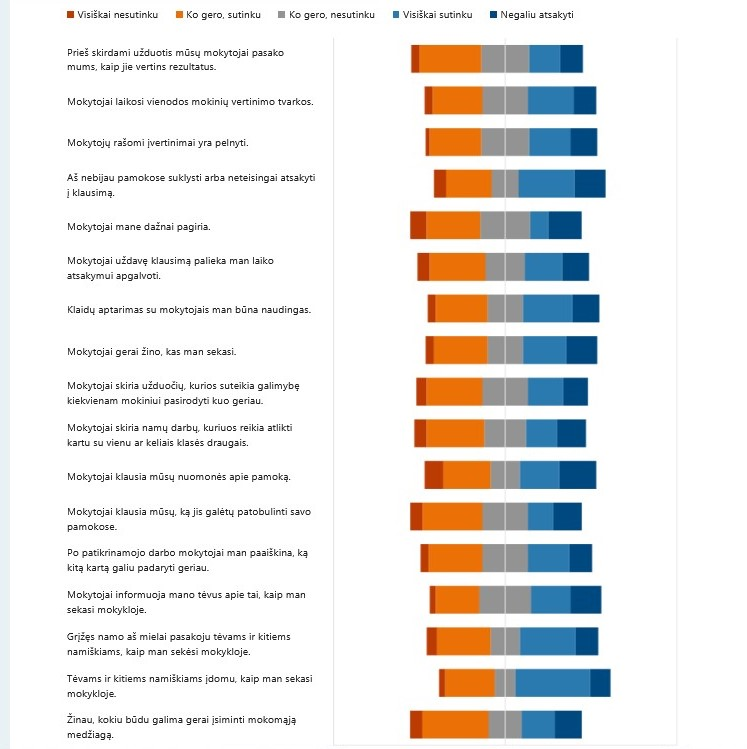 Visiškai nesutinku Ko gero, sutinku Ko gero, nesutinku Visiškai sutinku Negaliu atsakyti
Prieš skirdami užduotis mūsų mokytojai pasako
mums, kaip jie vertins rezultatus.
Mokytojai laikosi vienodos mokinių vertinimo tvarkos.
Mokytojų rašomi įvertinimai yra pelnyti.
Aš nebijau pamokose suklysti arba neteisingai atsakyti
į klausimą.
Mokytojai mane dažnai pagiria.
Mokytojai uždavę klausimą palieka man laiko
atsakymui apgalvoti.
Klaidų aptarimas su mokytojais man būna naudingas.
Mokytojai gerai žino, kas man sekasi.
Mokytojai skiria užduočių, kurios suteikia galimybę
kiekvienam mokiniui pasirodyti kuo geriau.
Mokytojai skiria namų darbų, kuriuos reikia atlikti
kartu su vienu ar keliais klasės draugais.
Mokytojai klausia mūsų nuomonės apie pamoką.
Mokytojai klausia mūsų, ką jis galėtų patobulinti savo
pamokose.
Po patikrinamojo darbo mokytojai man paaiškina, ką
kitą kartą galiu padaryti geriau.
Mokytojai informuoja mano tėvus apie tai, kaip man
sekasi mokykloje.
Grįžęs namo aš mielai pasakoju tėvams ir kitiems
namiškiams, kaip man sekėsi mokykloje.
Tėvams ir kitiems namiškiams įdomu, kaip man sekasi
mokykloje.
Žinau, kokiu būdu galima gerai įsiminti mokomąją
medžiagą.